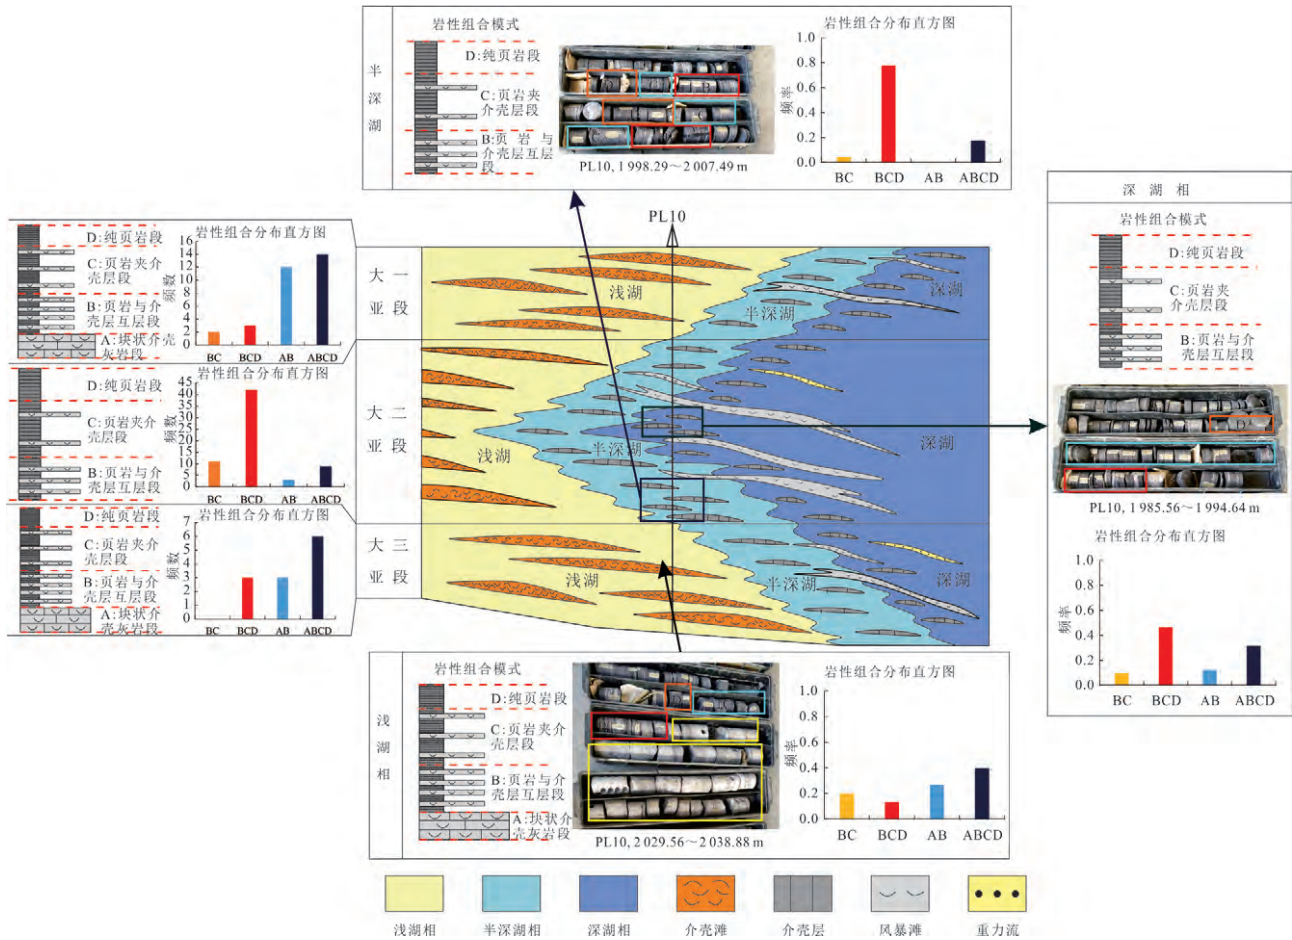 半深湖
岩性组合模式
D:纯页岩段
C:页岩夹
介壳层段
B:页岩与
介壳层互层
段
PL10, 1 998.29～2 007.49 m
岩性组合分布直方图
频率
1.0
0.8
0.6
0.4
0.2
0.0
BC BCD AB ABCD
D:纯页岩段
C:页岩夹介
壳层段
B:页岩与介
壳层互层段
A:块状介壳
灰岩段
岩性组合分布直方图
频数
16
14
12
10
8
6
4
2
0
BC BCD AB ABCD
D:纯页岩段
C:页岩夹介
壳层段
B:页岩与介
壳层互层段
岩性组合分布直方图
频数
45
40
35
30
25
20
15
10
5
0
BC BCD AB ABCD
D:纯页岩段
C:页岩夹介
壳层段
B:页岩与介
壳层互层段
A:块状介
壳灰岩段
岩性组合分布直方图
频数
7
6
5
4
3
2
1
0
BC BCD AB ABCD
PL10
大一
亚段
大二
亚段
大三
亚段
浅湖
半深湖
深湖
浅湖
半深湖
深湖
浅湖
半深湖
深湖
深湖相
岩性组合模式
D:纯页岩段
C:页岩夹
介壳层段
B:页岩与介
壳层互层段
PL10, 1 985.56～1 994.64 m
岩性组合分布直方图
频率
1.0
0.8
0.6
0.4
0.2
0.0
BC BCD AB ABCD
浅湖相
岩性组合模式
D:纯页岩段
C:页岩夹介
壳层段
B:页岩与介
壳层互层段
A:块状介
壳灰岩段
PL10, 2 029.56～2 038.88 m
岩性组合分布直方图
频率
1.0
0.8
0.6
0.4
0.2
0.0
BC BCD AB ABCD
浅湖相 半深湖相 深湖相 介壳滩 介壳层 风暴滩 重力流